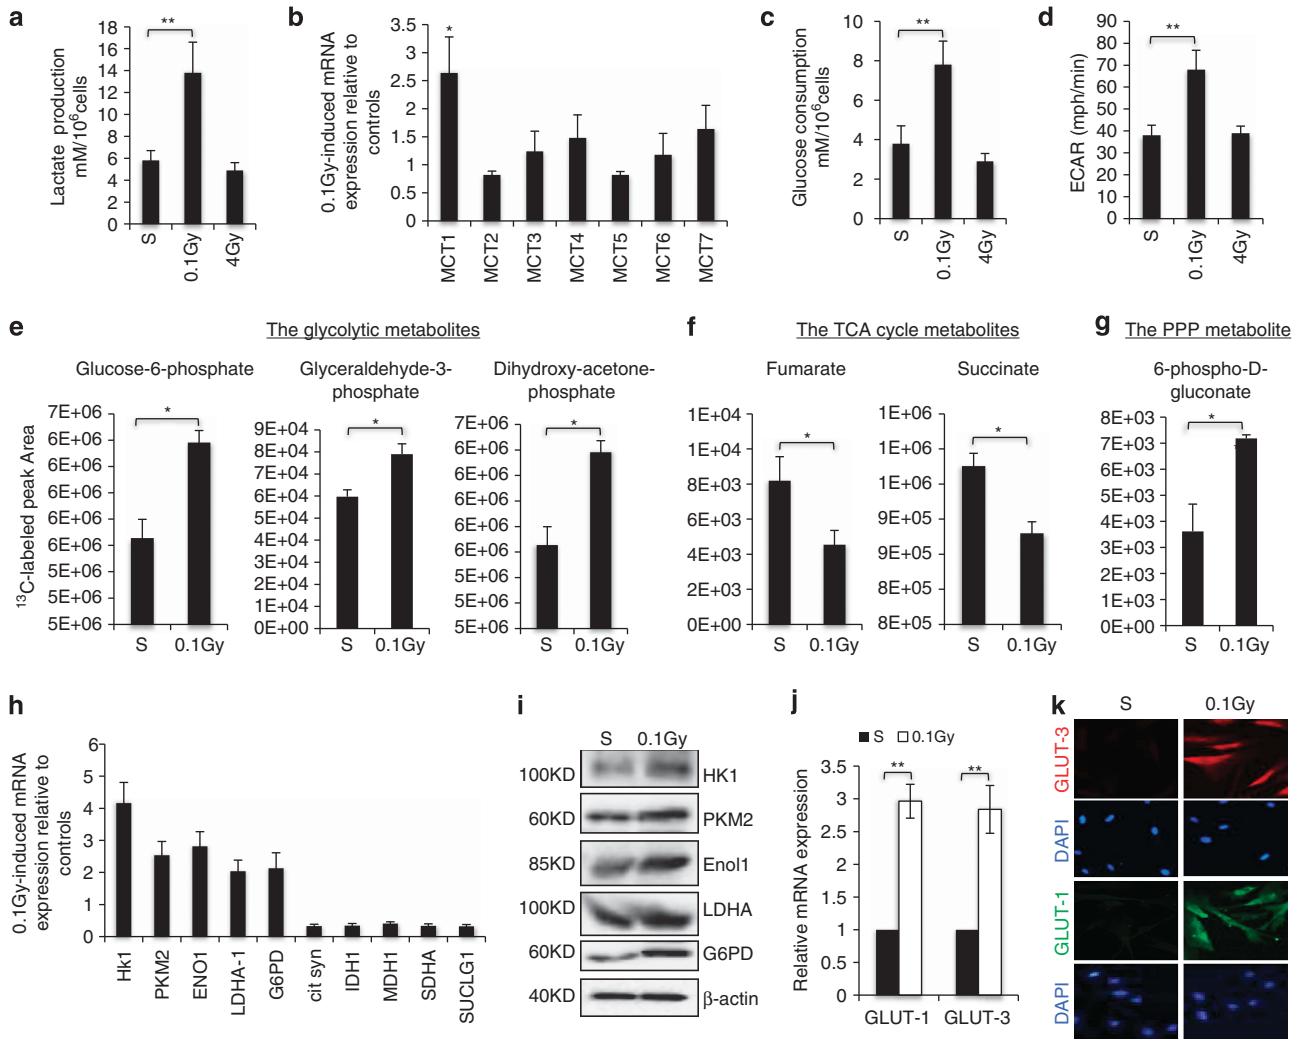 a
Lactate production
mM/10⁶cells
18
16
14
12
10
8
6
4
2
0
**
S
0.1Gy
4Gy
b
0.1Gy-induced mRNA
expression relative to
controls
3.5
3
2.5
2
1.5
1
0.5
0
*
MCT1
MCT2
MCT3
MCT4
MCT5
MCT6
MCT7
c
Glucose consumption
mM/10⁶cells
10
8
6
4
2
0
**
S
0.1Gy
4Gy
d
ECAR (mph/min)
90
80
70
60
50
40
30
20
10
0
**
S
0.1Gy
4Gy
e
The glycolytic metabolites
¹³C-labeled peak Area
Glucose-6-phosphate
7E+06
6E+06
6E+06
6E+06
6E+06
6E+06
5E+06
5E+06
5E+06
*
S 0.1Gy
Glyceraldehyde-3-
phosphate
9E+04
8E+04
7E+04
6E+04
5E+04
4E+04
3E+04
2E+04
1E+04
0E+00
*
S 0.1Gy
Dihydroxy-acetone-
phosphate
7E+06
6E+06
6E+06
6E+06
6E+06
6E+06
5E+06
5E+06
5E+06
*
S 0.1Gy
f
The TCA cycle metabolites
Fumarate
1E+04
1E+04
8E+03
6E+03
4E+03
2E+03
0E+00
*
S 0.1Gy
Succinate
1E+06
1E+06
1E+06
9E+05
9E+05
8E+05
8E+05
*
S 0.1Gy
g
The PPP metabolite
6-phospho-D-
gluconate
8E+03
7E+03
6E+03
5E+03
4E+03
3E+03
2E+03
1E+03
0E+00
*
S 0.1Gy
h
0.1Gy-induced mRNA
expression relative to
controls
6
5
4
3
2
1
0
Hk1
PKM2
ENO1
LDHA-1
G6PD
cit syn
IDH1
MDH1
SDHA
SUCLG1
i
S 0.1Gy
100KD HK1
60KD PKM2
85KD Enol1
100KD LDHA
60KD G6PD
40KD β-actin
j
S 0.1Gy
Relative mRNA expression
3.5
3
2.5
2
1.5
1
0.5
0
**
**
GLUT-1 GLUT-3
k
S 0.1Gy
GLUT-3
DAPI
GLUT-1
DAPI